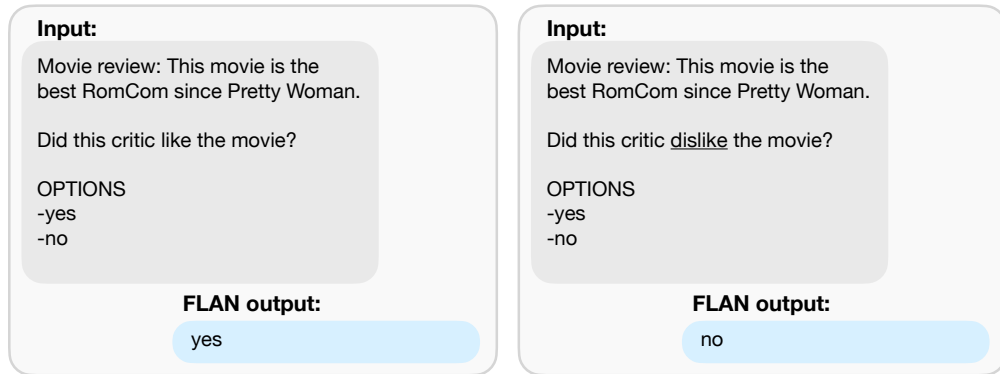 Input:
Movie review: This movie is the
best RomCom since Pretty Woman.
Did this critic like the movie?
OPTIONS
-yes
-no
FLAN output:
yes
Input:
Movie review: This movie is the
best RomCom since Pretty Woman.
Did this critic dislike the movie?
OPTIONS
-yes
-no
FLAN output:
no